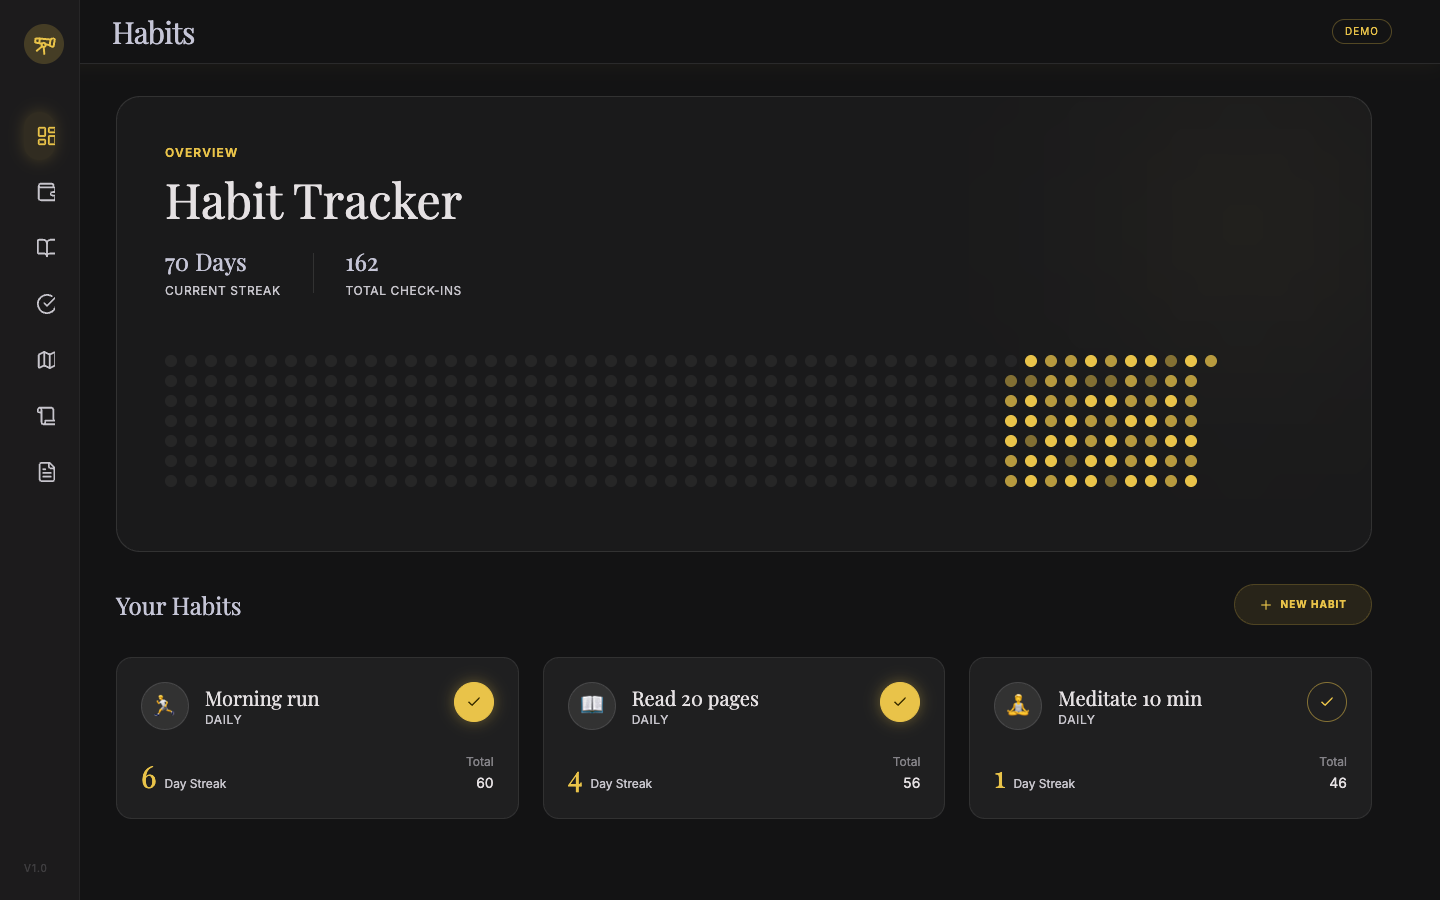 Habits
DEMO
OVERVIEW
Habit Tracker
70 Days
CURRENT STREAK
162
TOTAL CHECK-INS
Your Habits
NEW HABIT
Morning run
DAILY
6 Day Streak
Total
60
Read 20 pages
DAILY
4 Day Streak
Total
56
Meditate 10 min
DAILY
1 Day Streak
Total
46
V1.0